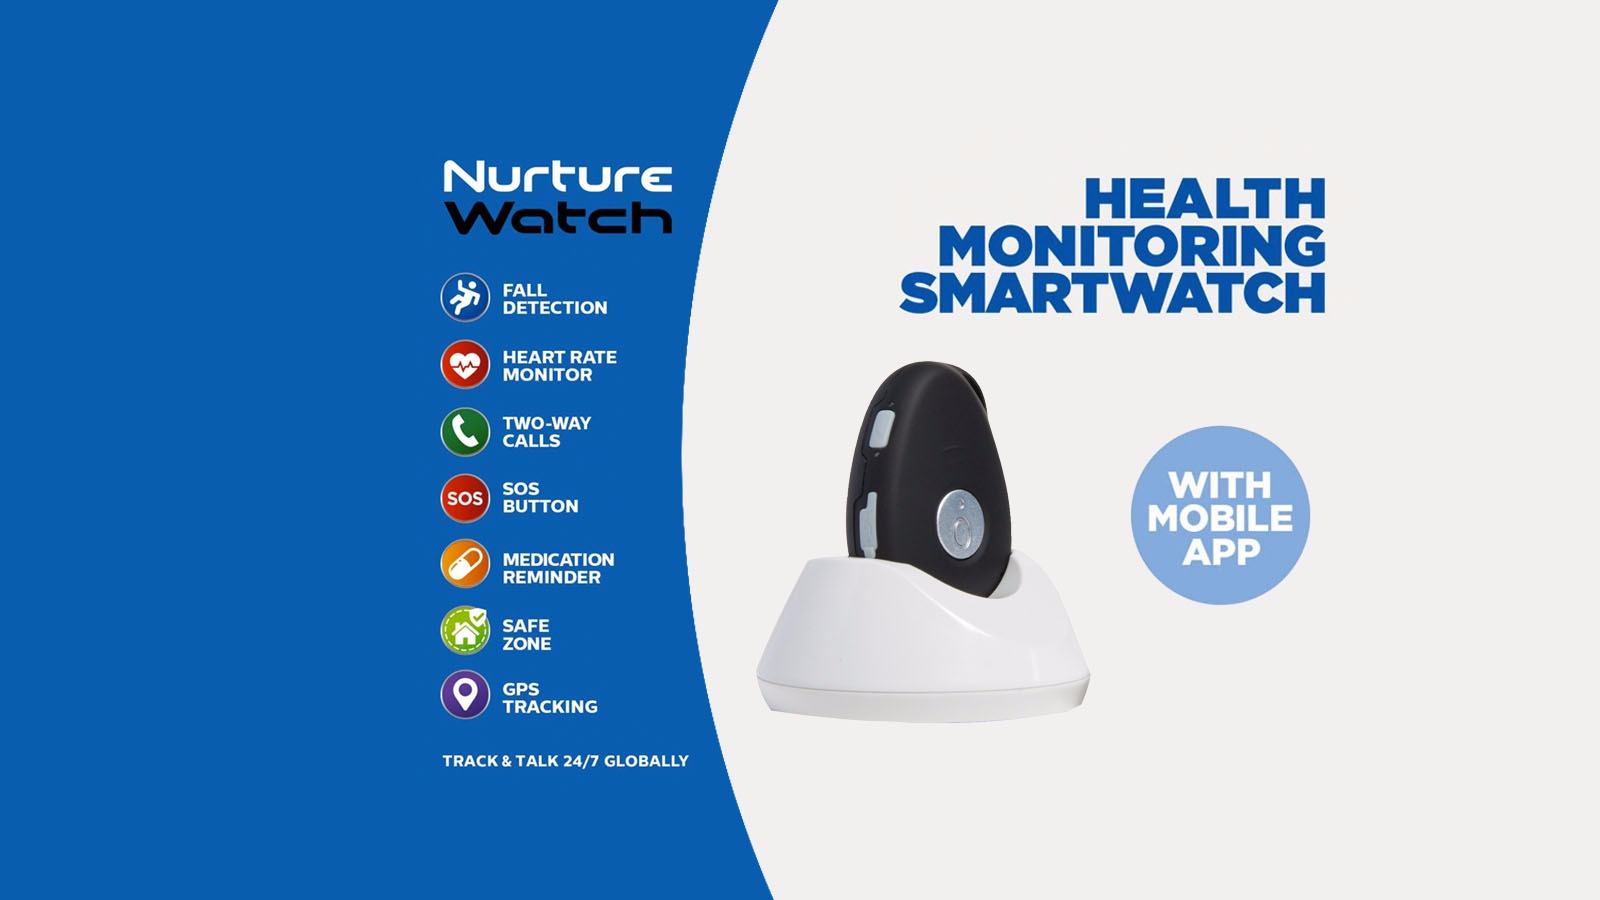 Nurture
Watch
FALL
DETECTION
HEART RATE
MONITOR
TWO-WAY
CALLS
SOS
SOS
BUTTON
MEDICATION
REMINDER
SAFE
ZONE
GPS
TRACKING
TRACK & TALK 24/7 GLOBALLY
HEALTH
MONITORING
SMARTWATCH
WITH
MOBILE
APP